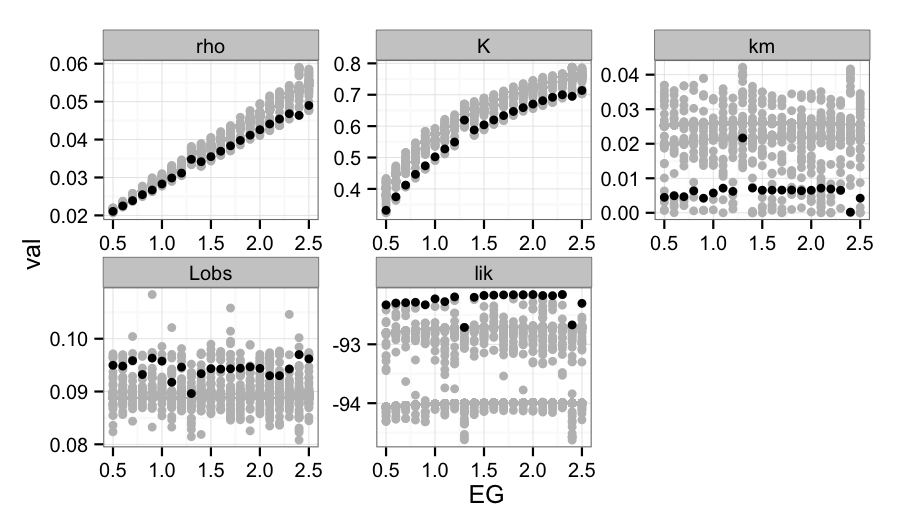 rho K km
0.06 0.8 0.04
0.05 0.7 0.03
0.04 0.6 0.02
0.03 0.5 0.01
0.02 0.4 0.00
0.5 1.0 1.5 2.0 2.5 0.5 1.0 1.5 2.0 2.5 0.5 1.0 1.5 2.0 2.5
val
Lobs lik
0.10 -93
0.09 -94
0.08
0.5 1.0 1.5 2.0 2.5 0.5 1.0 1.5 2.0 2.5
EG